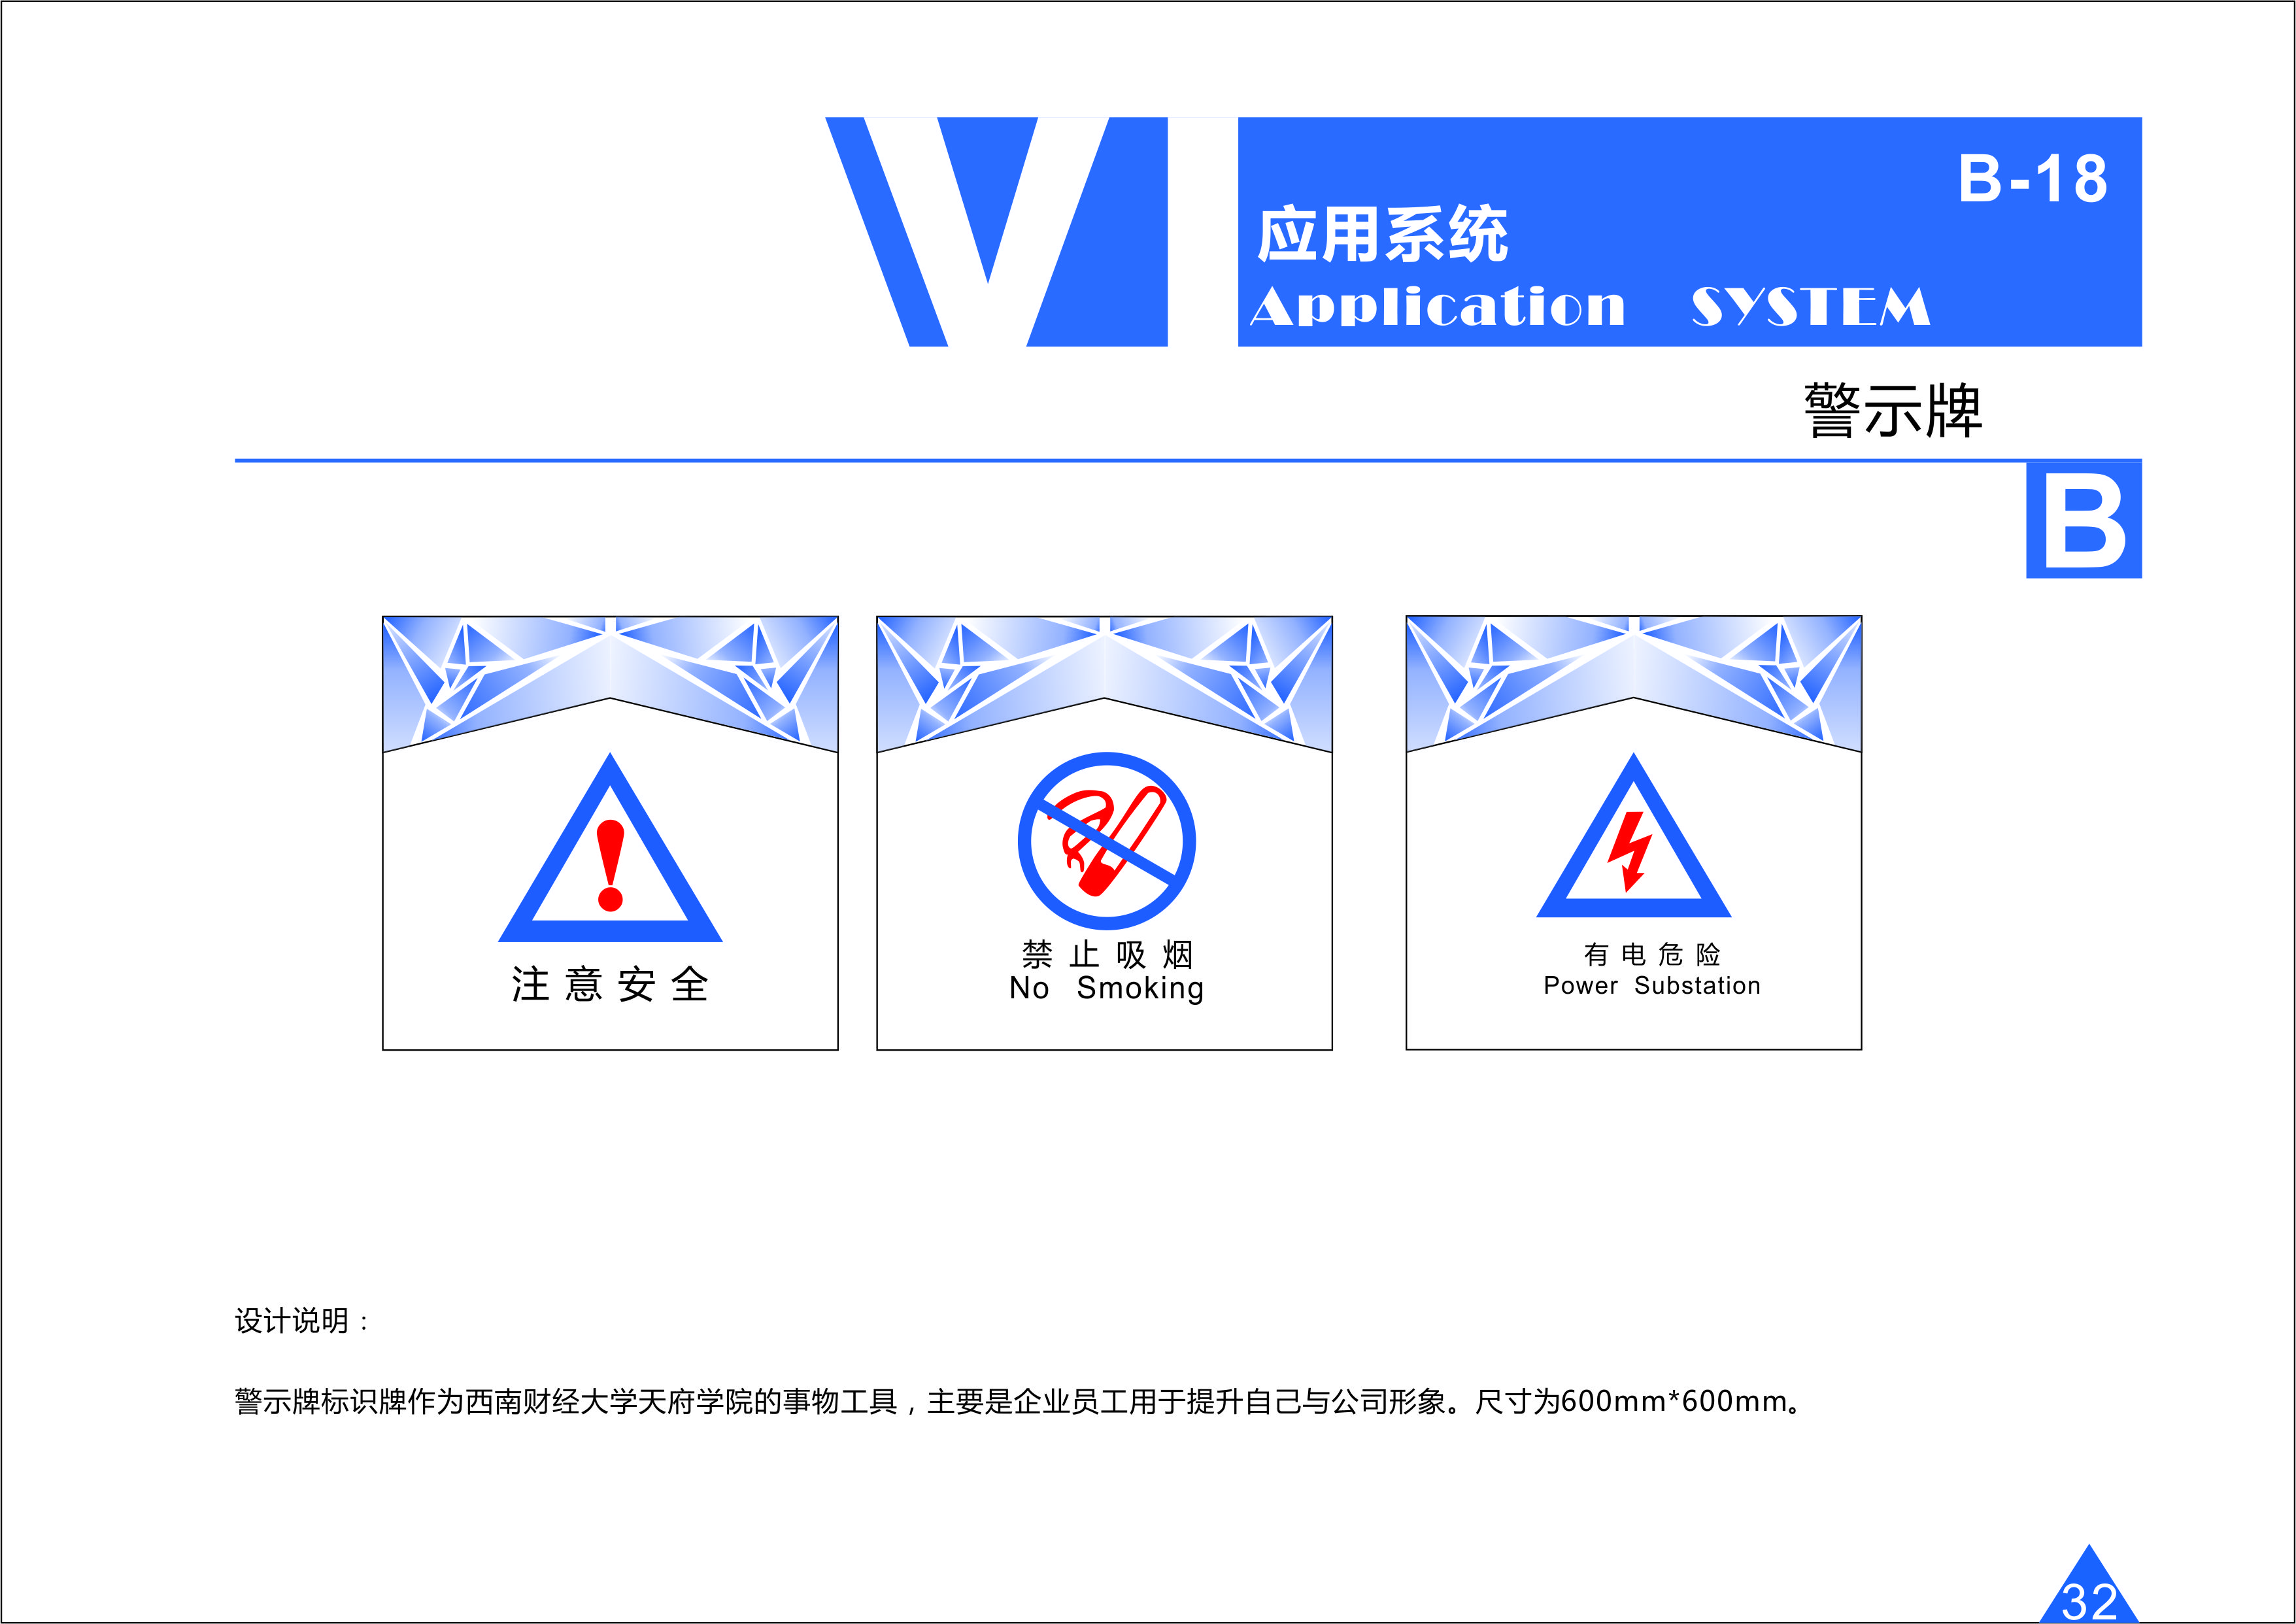 VI
B-18
应用系统
Application SYSTEM
警示牌
B
注意安全
禁止吸烟
No Smoking
有电危险
Power Substation
设计说明：
警示牌标识牌作为西南财经大学天府学院的事物工具，主要是企业员工用于提升自己与公司形象。尺寸为600mm*600mm。
32